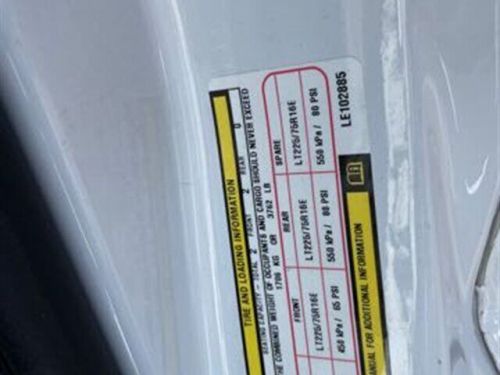 TIRE AND LOADING INFORMATION
SEATING CAPACITY - TOTAL 2 FRONT 2 REAR 0
THE COMBINED WEIGHT OF OCCUPANTS AND CARGO SHOULD NEVER EXCEED
1706 KG OR 3762 LB
FRONT REAR SPARE
LT225/75R16E LT225/75R16E LT225/75R16E
450 kPa / 65 PSI 550 kPa / 80 PSI 550 kPa / 80 PSI
MANUAL FOR ADDITIONAL INFORMATION
LE102885